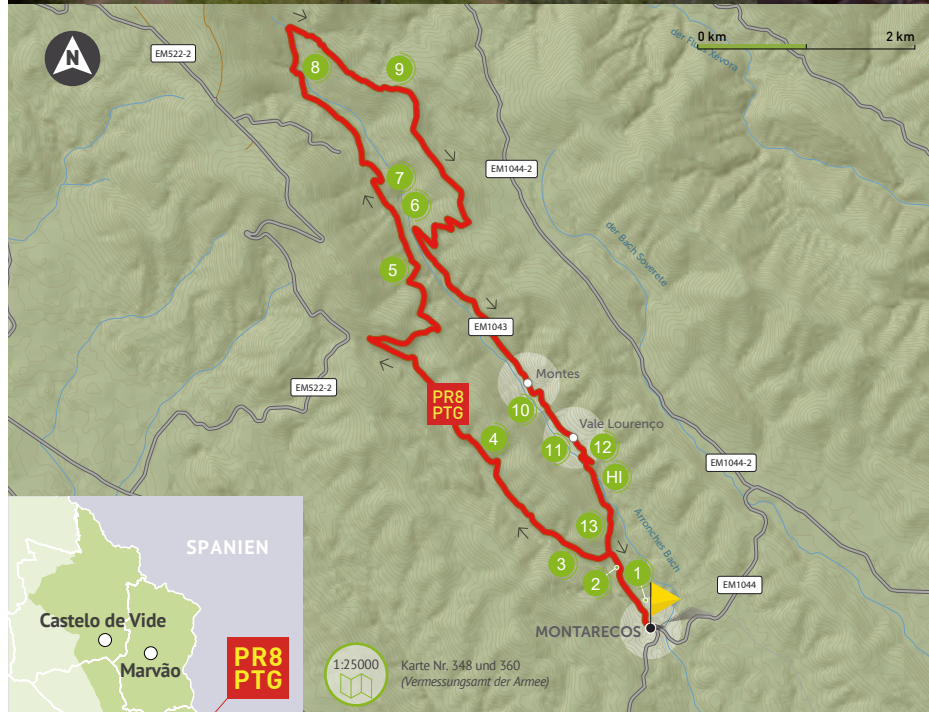 N
EM522-2
8
9
0 km
2 km
der Fluss Xévora
EM1044-2
7
6
5
der Bach Soverete
EM1043
EM522-2
Montes
PR8
PTG
10
Vale Lourenço
4
11
12
HI
EM1044-2
13
Arronches Bach
3
2
1
EM1044
MONTARECOS
SPANIEN
Castelo de Vide
Marvão
PR8
PTG
1:25000
Karte Nr. 348 und 360
(Vermessungsamt der Armee)